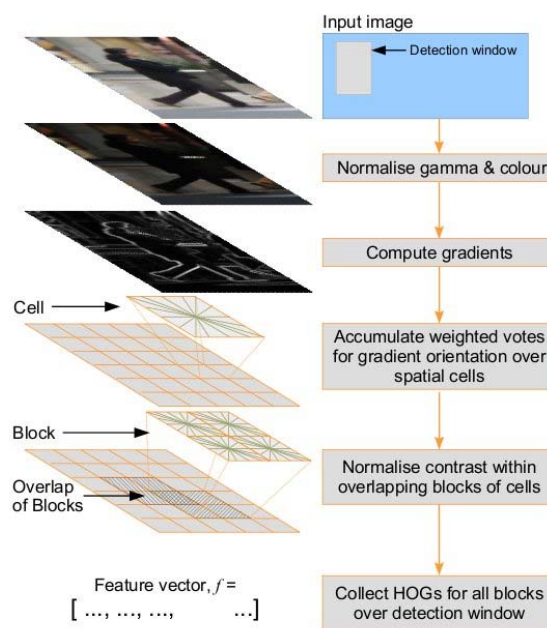 Input image
Detection window
Normalise gamma & colour
Compute gradients
Cell
Accumulate weighted votes
for gradient orientation over
spatial cells
Block
Normalise contrast within
overlapping blocks of cells
Overlap
of Blocks
Feature vector, f =
[ ..., ..., ..., ...]
Collect HOGs for all blocks
over detection window